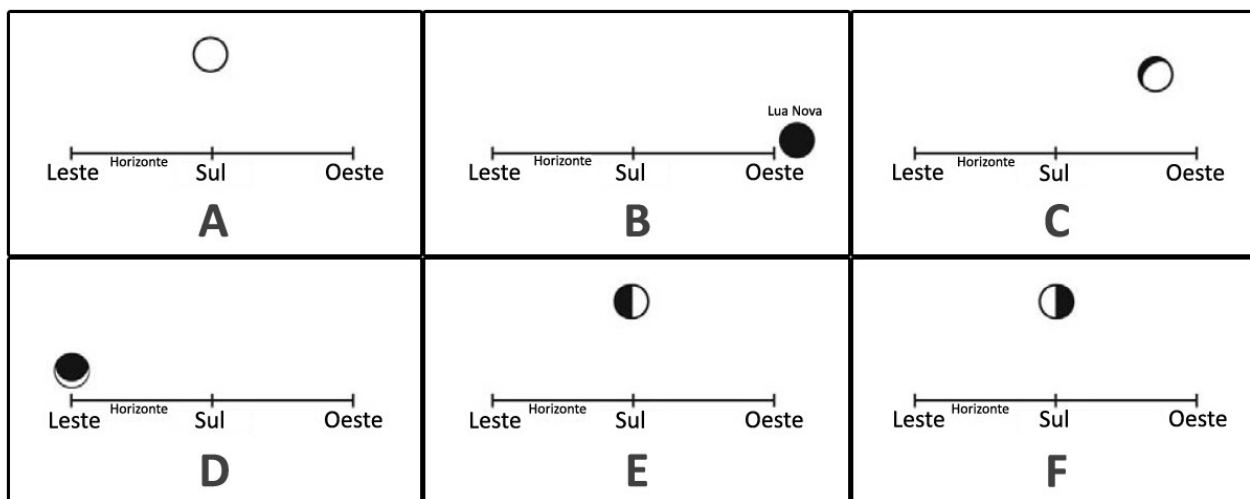 Leste Horizonte Sul Oeste
A
Lua Nova
Leste Horizonte Sul Oeste
B
Leste Horizonte Sul Oeste
C
Leste Horizonte Sul Oeste
D
Leste Horizonte Sul Oeste
E
Leste Horizonte Sul Oeste
F